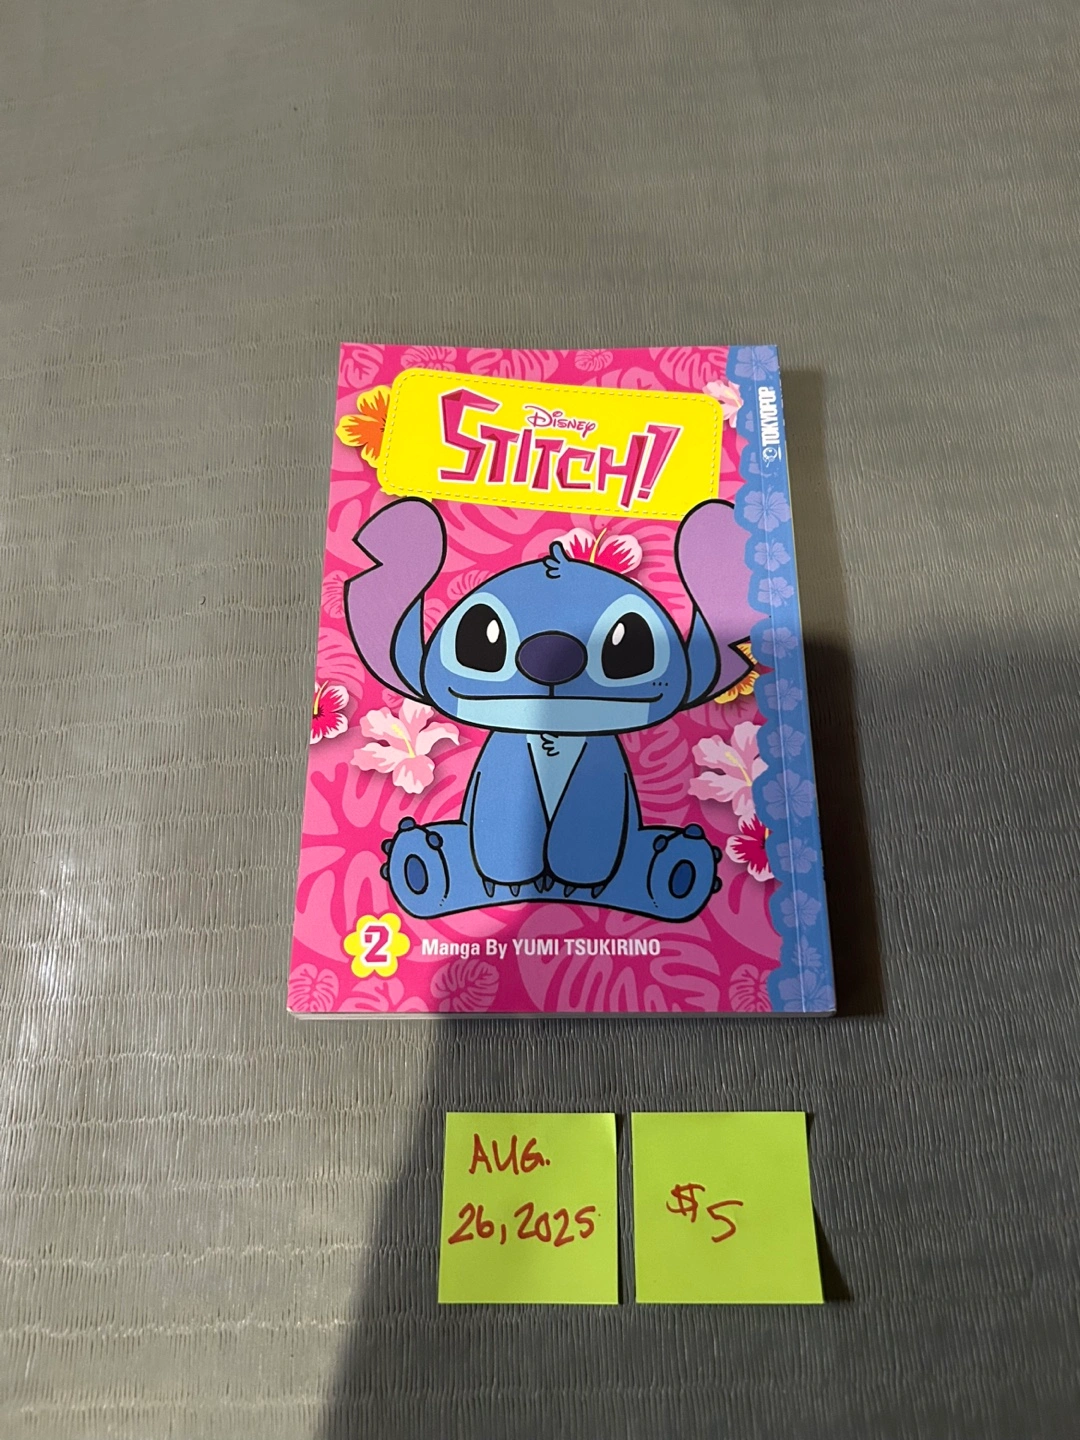 DISNEY
STITCH!
TOKYOPOP
2
Manga By YUMI TSUKIRINO
AUG.
26, 2025
$5